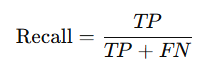 Recall = TP / (TP + FN)